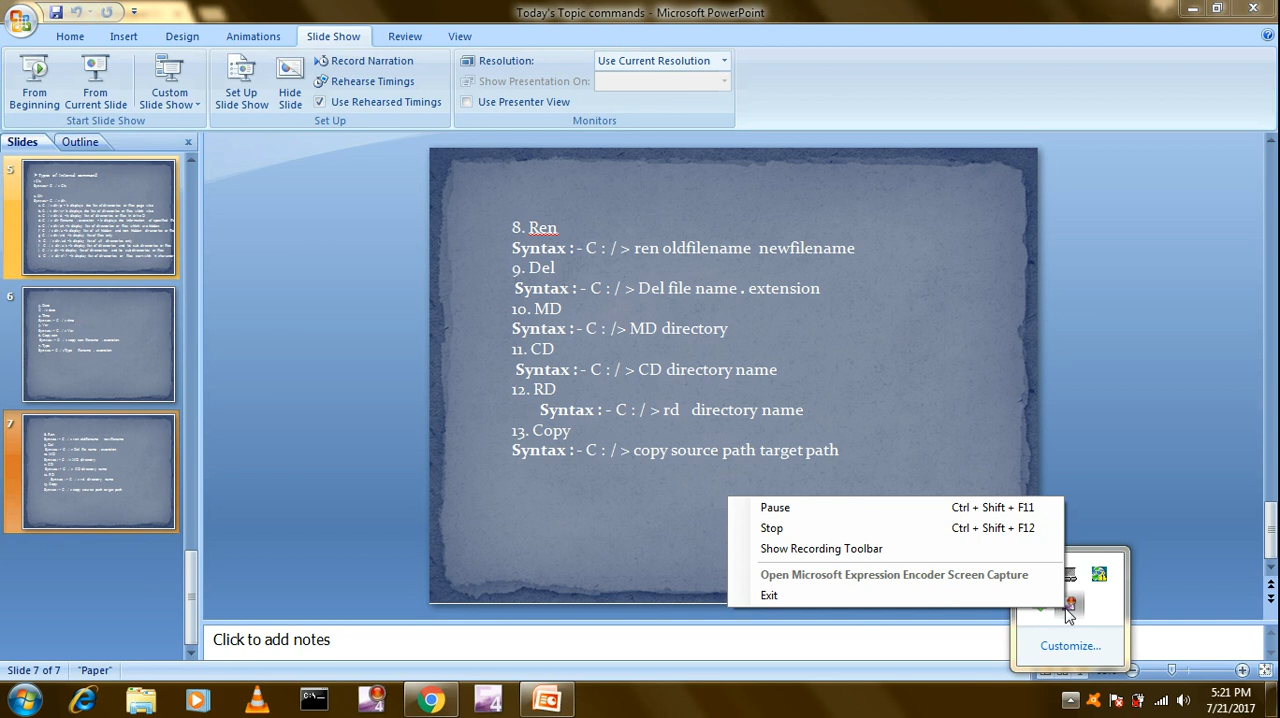 Today's Topic commands - Microsoft PowerPoint
Home Insert Design Animations Slide Show Review View
From Beginning
From Current Slide
Custom Slide Show
Start Slide Show
Set Up Slide Show
Hide Slide
Record Narration
Rehearse Timings
Use Rehearsed Timings
Set Up
Resolution: Use Current Resolution
Show Presentation On:
Use Presenter View
Monitors
Slides Outline
5
6
7
8. Ren
Syntax :- C : / > ren oldfilename newfilename
9. Del
Syntax :- C : / > Del file name . extension
10. MD
Syntax :- C : /> MD directory
11. CD
Syntax :- C : / > CD directory name
12. RD
Syntax :- C : / > rd directory name
13. Copy
Syntax :- C : / > copy source path target path
Pause Ctrl + Shift + F11
Stop Ctrl + Shift + F12
Show Recording Toolbar
Open Microsoft Expression Encoder Screen Capture
Exit
Customize...
Click to add notes
Slide 7 of 7 "Paper"
5:21 PM
7/21/2017